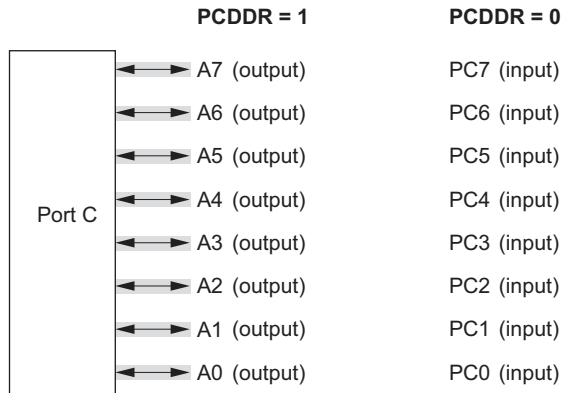 PCDDR = 1 PCDDR = 0
A7 (output) PC7 (input)
A6 (output) PC6 (input)
A5 (output) PC5 (input)
Port C A4 (output) PC4 (input)
A3 (output) PC3 (input)
A2 (output) PC2 (input)
A1 (output) PC1 (input)
A0 (output) PC0 (input)